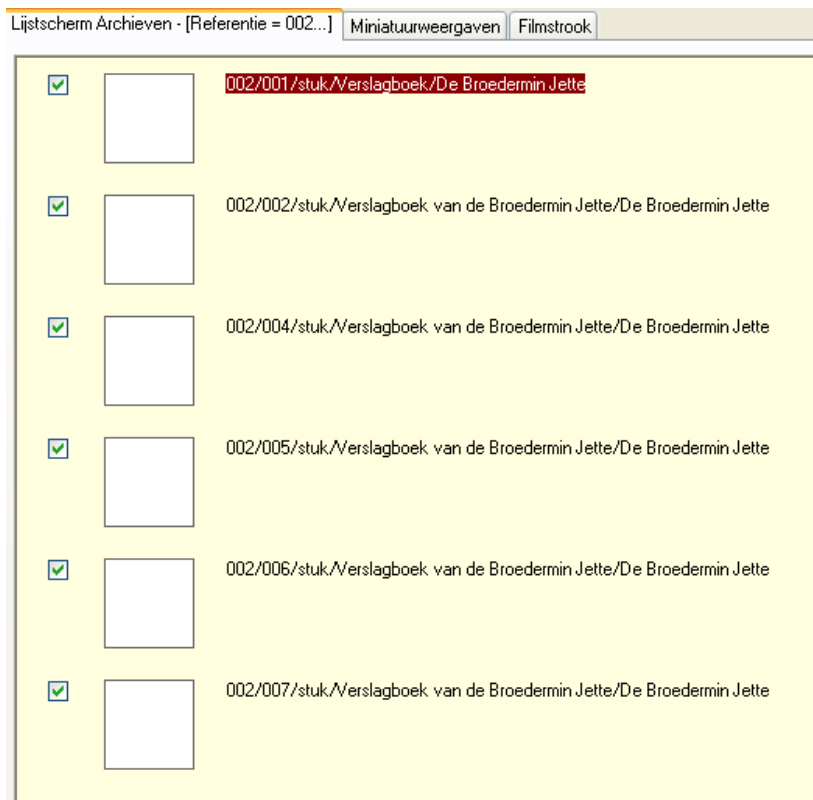 Lijstscherm Archieven - [Referentie = 002...] Miniatuurweergaven Filmstrook
002/001/stuk/Verslagboek/De Broedermin Jette
002/002/stuk/Verslagboek van de Broedermin Jette/De Broedermin Jette
002/004/stuk/Verslagboek van de Broedermin Jette/De Broedermin Jette
002/005/stuk/Verslagboek van de Broedermin Jette/De Broedermin Jette
002/006/stuk/Verslagboek van de Broedermin Jette/De Broedermin Jette
002/007/stuk/Verslagboek van de Broedermin Jette/De Broedermin Jette